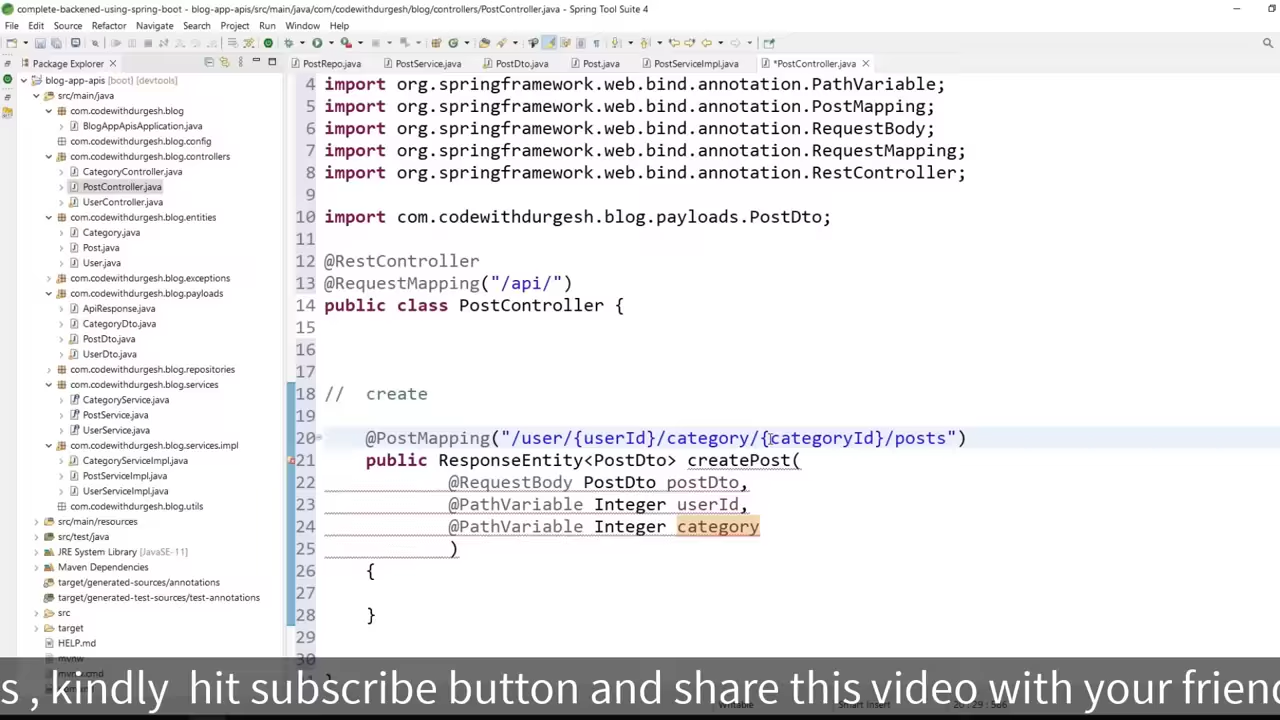 complete-backened-using-spring-boot - blog-app-apis/src/main/java/com/codewithdurgesh/blog/controllers/PostController.java - Spring Tool Suite 4
File Edit Source Refactor Navigate Search Project Run Window Help
Package Explorer
PostRepo.java PostService.java PostDto.java Post.java PostServiceImpl.java *PostController.java
blog-app-apis [boot] [devtools]
src/main/java
com.codewithdurgesh.blog
BlogAppApisApplication.java
com.codewithdurgesh.blog.config
com.codewithdurgesh.blog.controllers
CategoryController.java
PostController.java
UserController.java
com.codewithdurgesh.blog.entities
Category.java
Post.java
User.java
com.codewithdurgesh.blog.exceptions
com.codewithdurgesh.blog.payloads
ApiResponse.java
CategoryDto.java
PostDto.java
UserDto.java
com.codewithdurgesh.blog.repositories
com.codewithdurgesh.blog.services
CategoryService.java
PostService.java
UserService.java
com.codewithdurgesh.blog.services.impl
CategoryServiceImpl.java
PostServiceImpl.java
UserServiceImpl.java
com.codewithdurgesh.blog.utils
src/main/resources
src/test/java
JRE System Library [JavaSE-11]
Maven Dependencies
target/generated-sources/annotations
target/generated-test-sources/test-annotations
src
target
HELP.md
mvnw
4 import org.springframework.web.bind.annotation.PathVariable;
5 import org.springframework.web.bind.annotation.PostMapping;
6 import org.springframework.web.bind.annotation.RequestBody;
7 import org.springframework.web.bind.annotation.RequestMapping;
8 import org.springframework.web.bind.annotation.RestController;
9
10 import com.codewithdurgesh.blog.payloads.PostDto;
11
12 @RestController
13 @RequestMapping("/api/")
14 public class PostController {
15
16
17
18 // create
19
20 @PostMapping("/user/{userId}/category/{categoryId}/posts")
21 public ResponseEntity<PostDto> createPost(
22 @RequestBody PostDto postDto,
23 @PathVariable Integer userId,
24 @PathVariable Integer category
25 )
26 {
27
28 }
29
30
s , kindly hit subscribe button and share this video with your frien